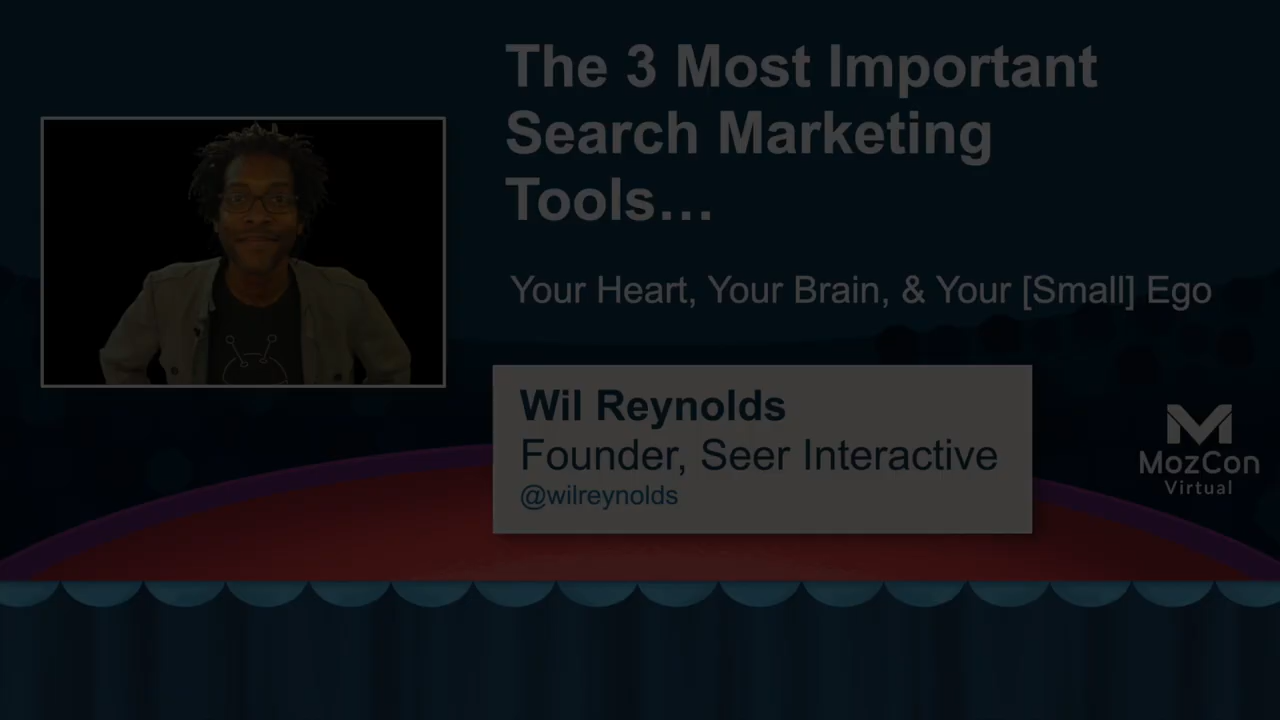 The 3 Most Important
Search Marketing
Tools…
Your Heart, Your Brain, & Your [Small] Ego
Wil Reynolds
Founder, Seer Interactive
@wilreynolds
MozCon
Virtual